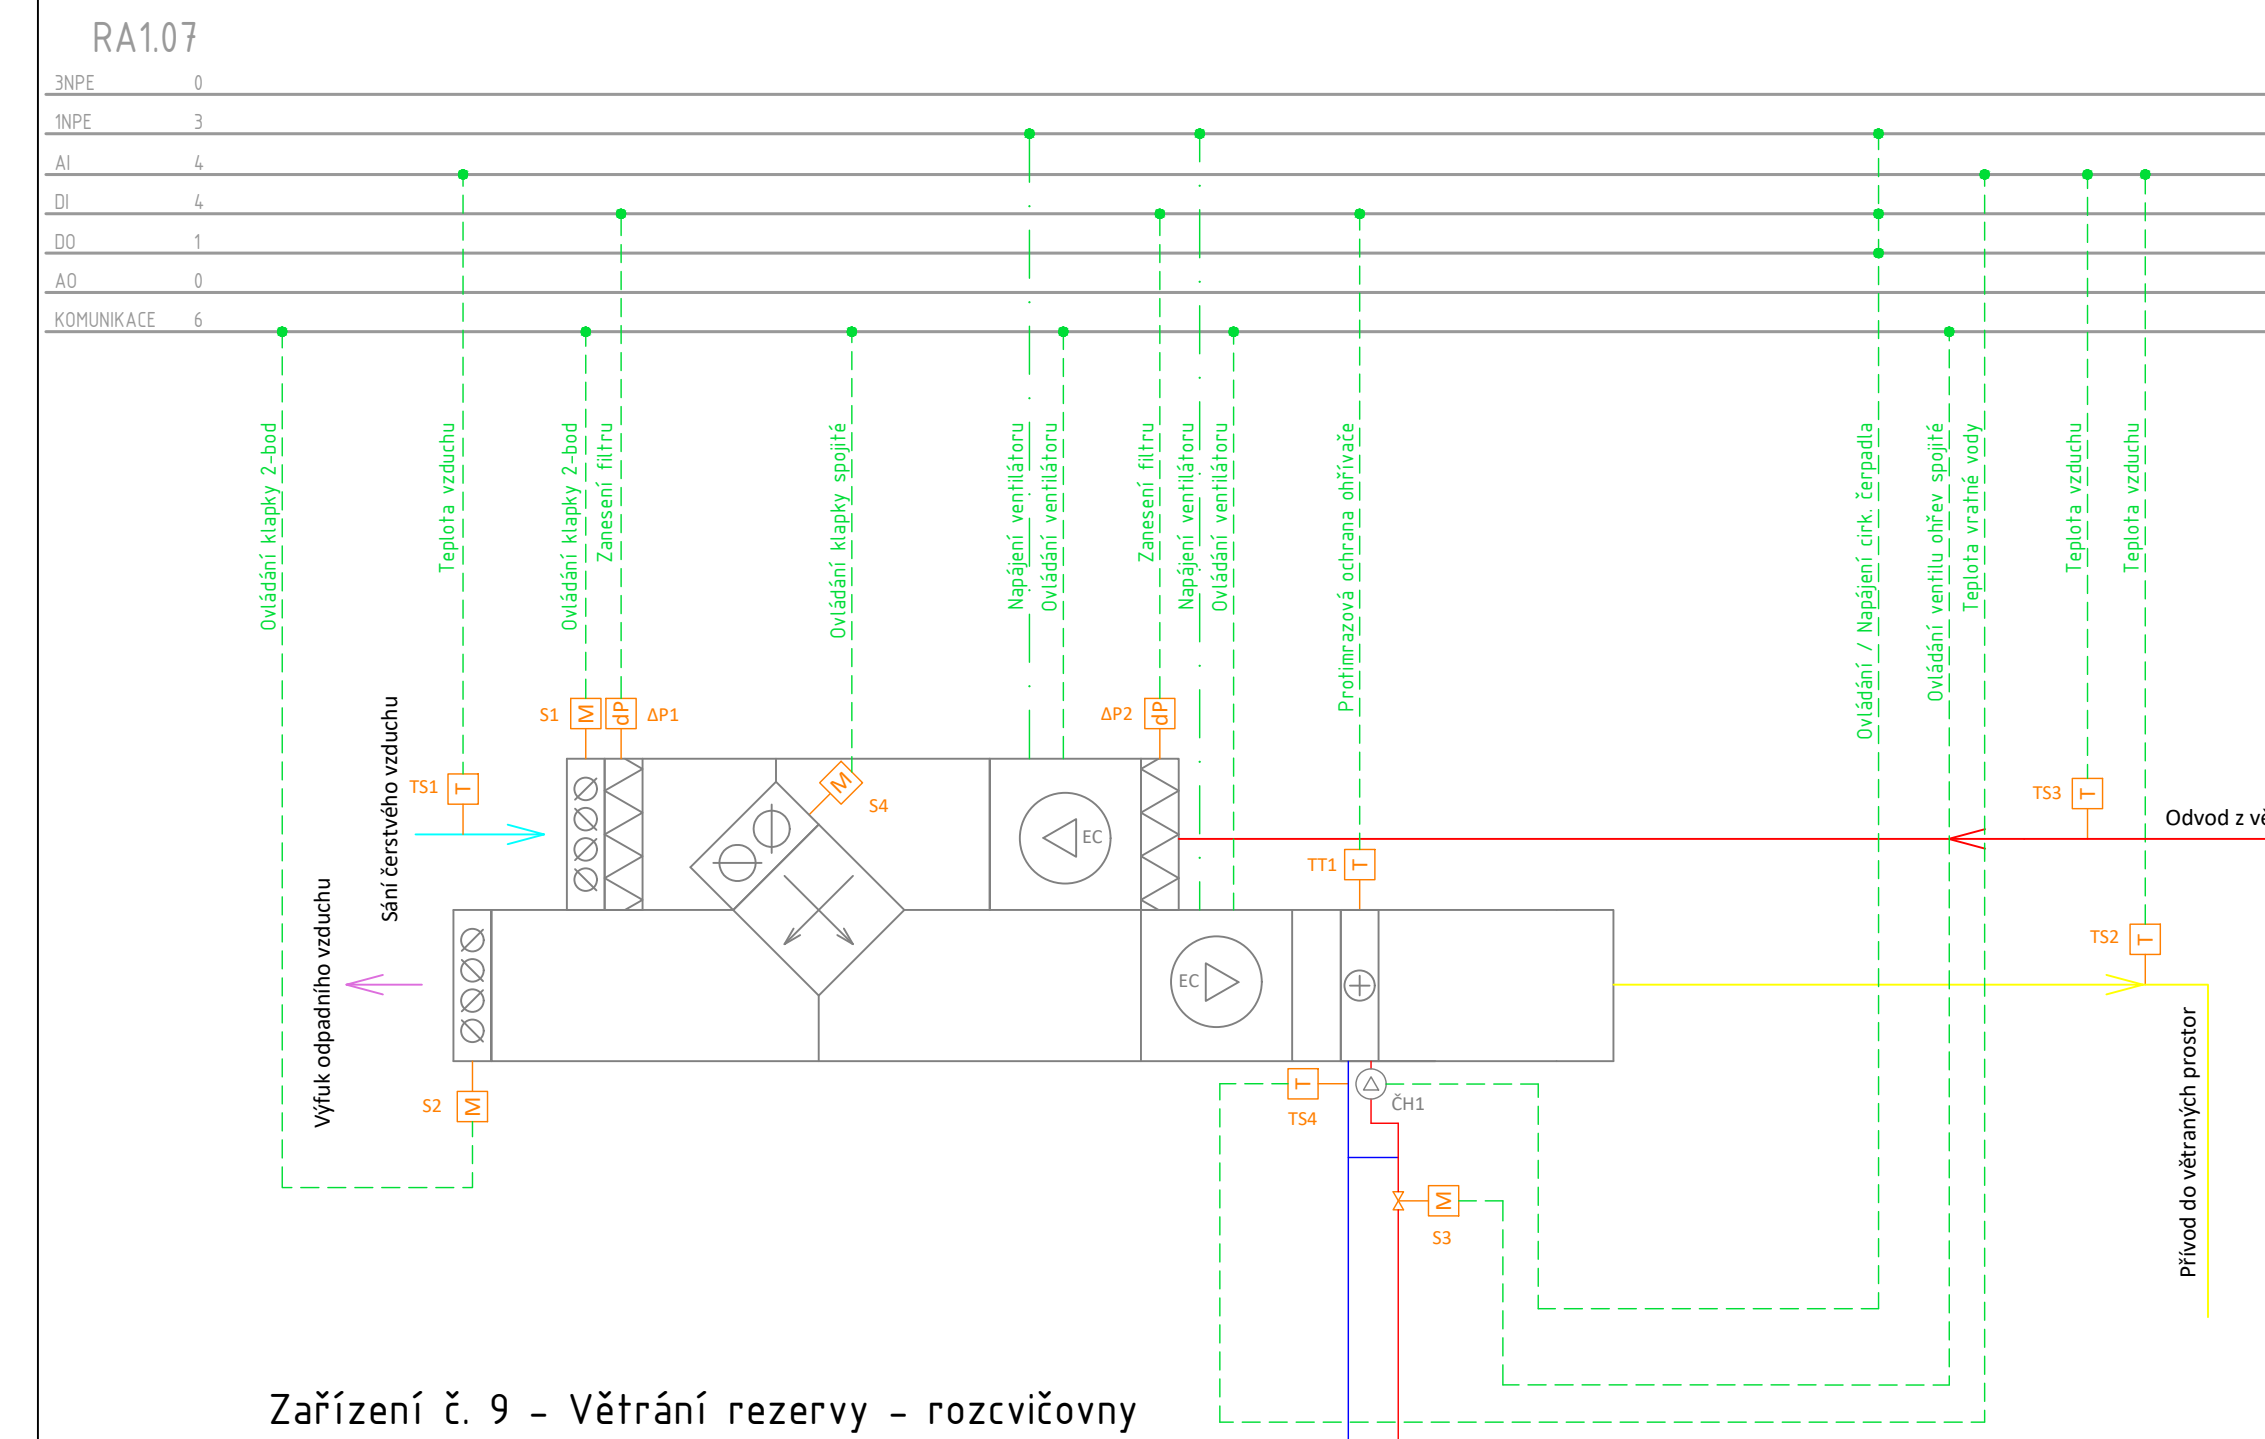 RA1.07
3NPE 0
1NPE 3
AI 4
DI 4
DO 1
AO 0
KOMUNIKACE 6
Ovládání klapky 2-bod
Teplota vzduchu
Ovládání klapky 2-bod
Zanesení filtru
Ovládání klapky spojité
Napájení ventilátoru
Ovládání ventilátoru
Zanesení filtru
Napájení ventilátoru
Ovládání ventilátoru
Protimrazová ochrana ohřívače
Ovládání / Napájení cirk. čerpadla
Ovládání ventilu ohřev spojité
Teplota vratné vody
Teplota vzduchu
Teplota vzduchu
Sání čerstvého vzduchu
Výfuk odpadního vzduchu
S1 M dP ΔP1
ΔP2 dP
TS1 T
M
S4
TS3 T
Odvod z vě
EC
TT1 T
TS2 T
EC
S2 M
T
TS4
ČH1
M
S3
Přívod do větraných prostor
Zařízení č. 9 - Větrání rezervy - rozcvičovny